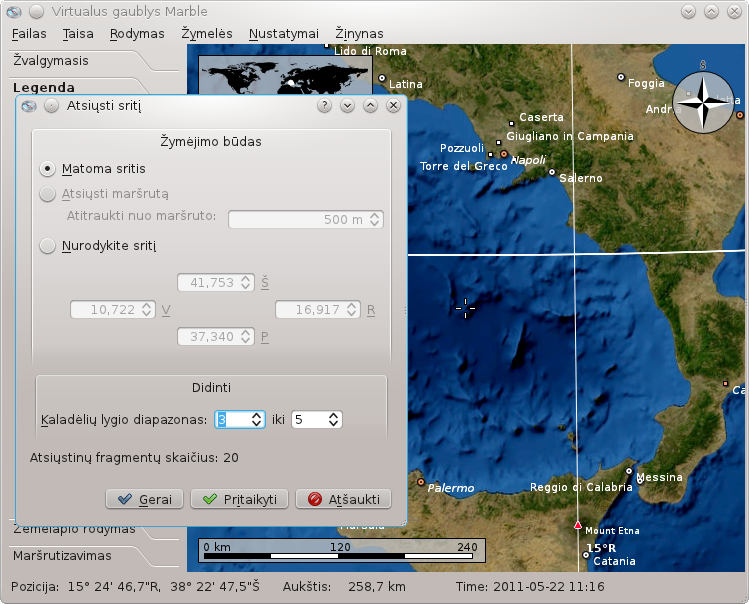 Virtualus gaublys Marble
Failas Taisa Rodymas Žymelės Nustatymai Žinynas
Žvalgymasis
Legenda
Atsiųsti sritį
Žymėjimo būdas
Matoma sritis
Atsiųsti maršrutą
Atitraukti nuo maršruto: 500 m
Nurodykite sritį
41,753 Š
10,722 V 16,917 R
37,340 P
Didinti
Kaladėlių lygio diapazonas: 3 iki 5
Atsiųstinų fragmentų skaičius: 20
Gerai Pritaikyti Atšaukti
Žemėlapio rodymas
Maršrutizavimas
Lido di Roma
Latina
Š
Foggia
Caserta
Giugliano in Campania
Pozzuoli
Napoli
Torre del Greco
Salerno
Palermo
Messina
Reggio di Calabria
Marsala
Mount Etna
15°R
Catania
0 km 120 240
Pozicija: 15° 24' 46,7"R, 38° 22' 47,5"Š Aukštis: 258,7 km Time: 2011-05-22 11:16